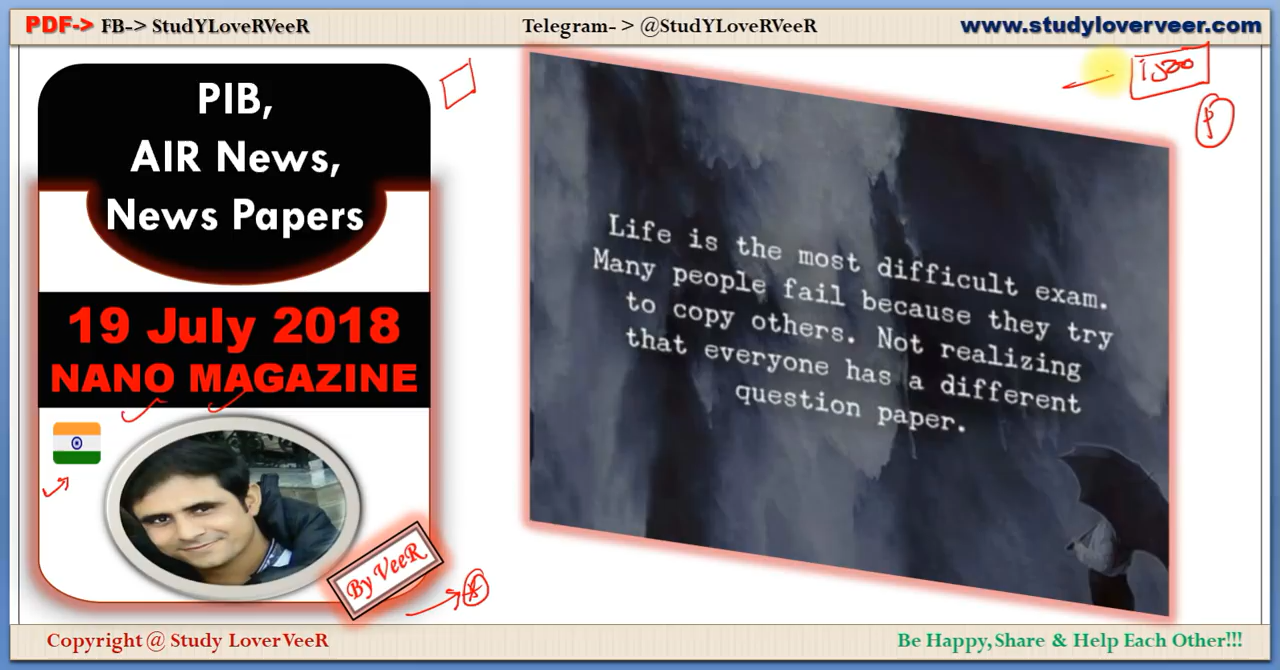 PDF-> FB-> StudYLoveRVeeR
Telegram- > @StudYLoveRVeeR
www.studyloverveer.com
PIB,
AIR News,
News Papers
19 July 2018
NANO MAGAZINE
By VeeR
Life is the most difficult exam.
Many people fail because they try
to copy others. Not realizing
that everyone has a different
question paper.
Copyright @ Study LoverVeeR
Be Happy,Share & Help Each Other!!!